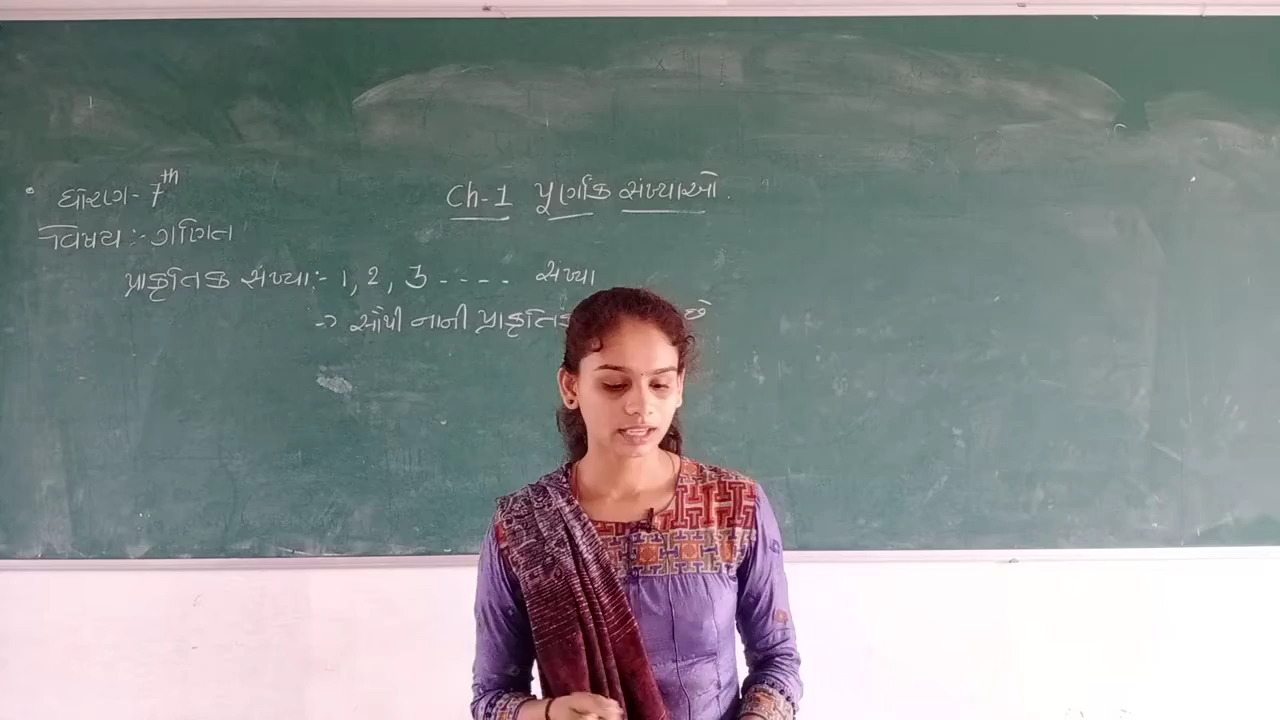 ધોરણ - 7th
Ch-1 પૂર્ણાંક સંખ્યાઓ.
વિષય :- ગણિત
પ્રાકૃતિક સંખ્યા :- 1, 2, 3 ---- સંખ્યા
-> સૌથી નાની પ્રાકૃતિક છે